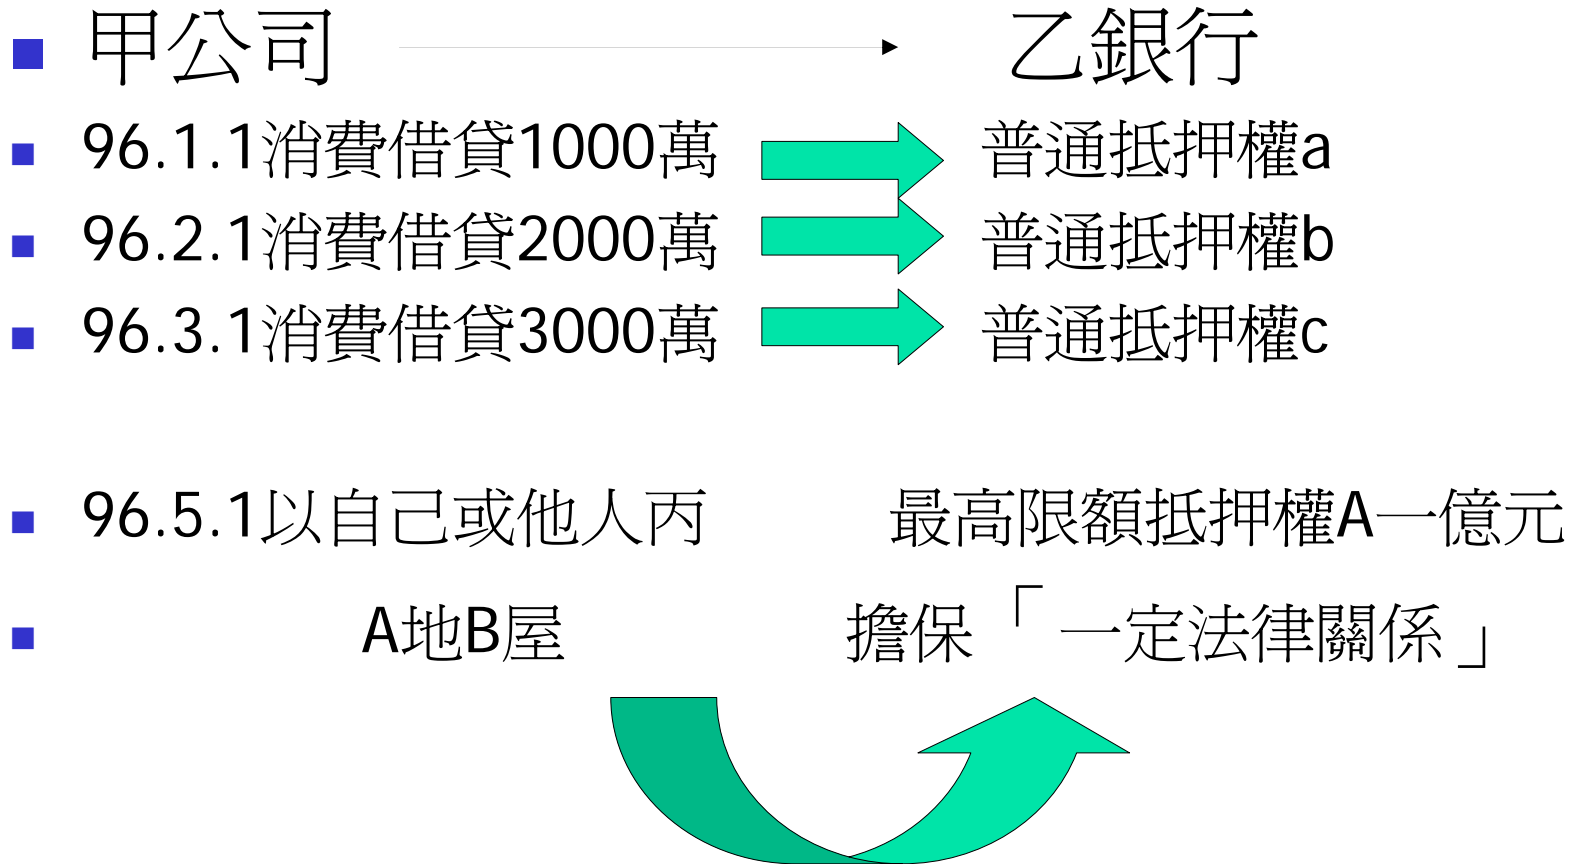 甲公司 乙銀行
96.1.1消費借貸1000萬 普通抵押權a
96.2.1消費借貸2000萬 普通抵押權b
96.3.1消費借貸3000萬 普通抵押權c
96.5.1以自己或他人丙 最高限額抵押權A一億元
A地B屋 擔保「一定法律關係」